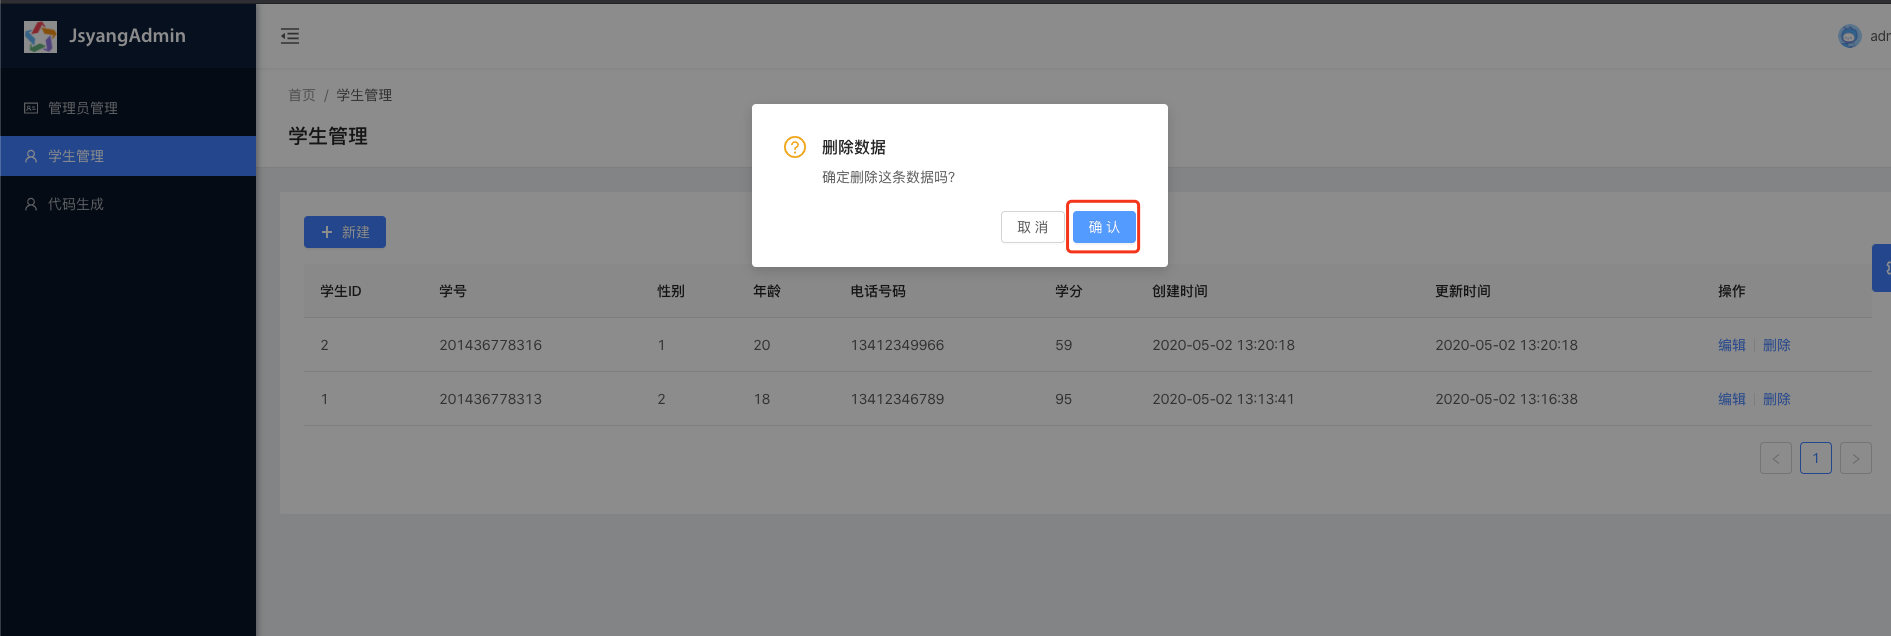 JsyangAdmin
管理员管理
学生管理
代码生成
首页 / 学生管理
学生管理
删除数据
确定删除这条数据吗?
取 消 确 认
+ 新建
学生ID 学号 性别 年龄 电话号码 学分 创建时间 更新时间 操作
2 201436778316 1 20 13412349966 59 2020-05-02 13:20:18 2020-05-02 13:20:18 编辑 删除
1 201436778313 2 18 13412346789 95 2020-05-02 13:13:41 2020-05-02 13:16:38 编辑 删除
< 1 >